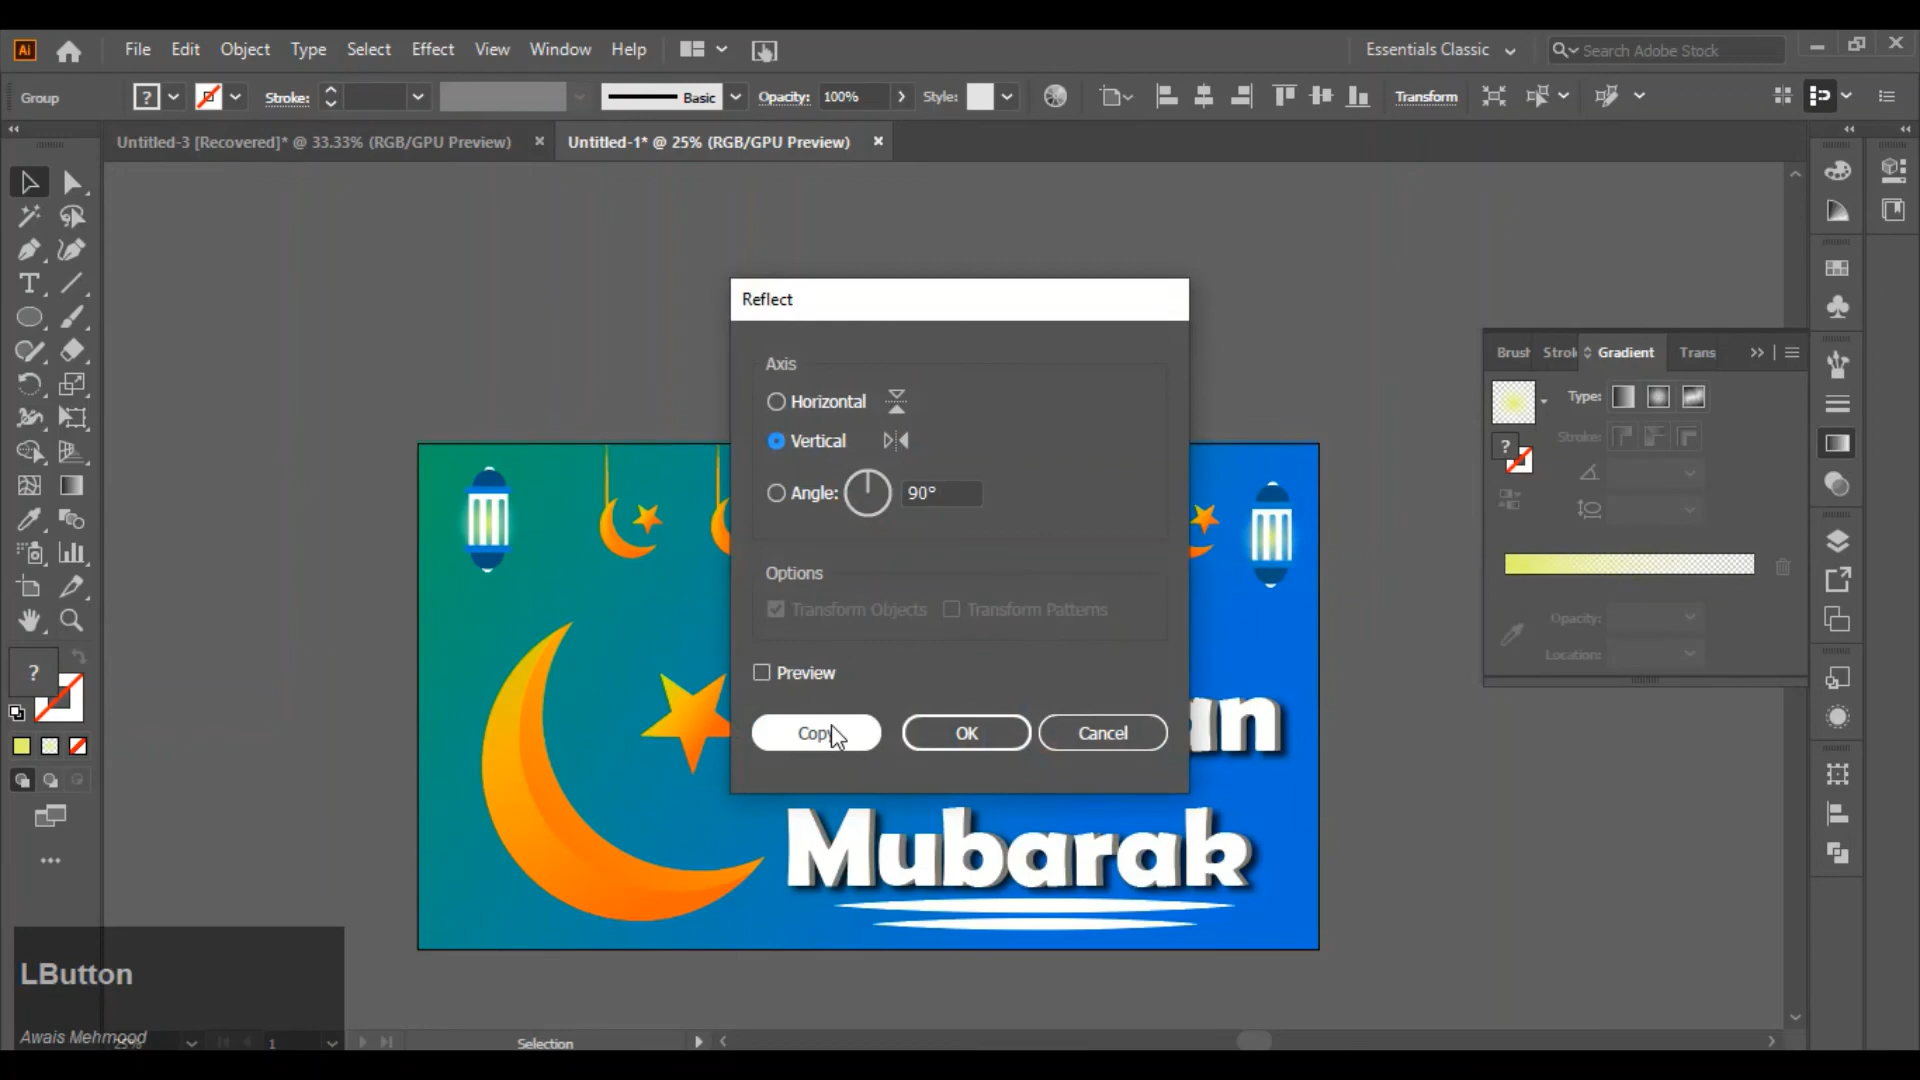 Ai File Edit Object Type Select Effect View Window Help Essentials Classic Search Adobe Stock
Group ? Stroke: Basic Opacity: 100% Style: Transform
Untitled-3 [Recovered]* @ 33.33% (RGB/GPU Preview) × Untitled-1* @ 25% (RGB/GPU Preview) ×
Reflect
Axis
Horizontal
Vertical
Angle: 90°
Options
Transform Objects Transform Patterns
Preview
Copy OK Cancel
Brush Strok Gradient Trans
Type:
Stroke:
?
Opacity:
Location:
?
an
Mubarak
LButton
Awais Mehmood
25% 1 Selection